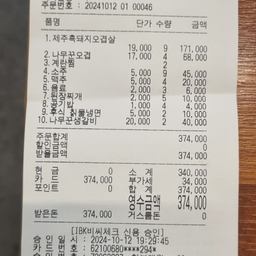 주문번호 : 20241012 01 00046
품명 단가 수량 금액
1. 제주흑돼지오겹살
19,000 9 171,000
2. 나무꾼오겹 17,000 4 68,000
3. 계란찜 2
4. 소주 5,000 9 45,000
5. 맥주 5,000 4 20,000
6. 음료 2,000 3 6,000
7. 된장찌개 2,000 5 10,000
8. 공기밥 1,000 4 4,000
9. 후식 칡물냉면 5,000 2 10,000
10. 나무꾼생갈비 20,000 2 40,000
주문합계 374,000
할인금액 0
받을금액 374,000
현 금 0 소 계 340,000
카 드 374,000 부가세 34,000
포인트 0 합 계 374,000
영수금액 374,000
받은돈 374,000 거스름돈 0
[IBK비씨체크 신용 승인]
승 인 일 시 : 2024-10-12 19:29:45
카 드 번 호 : 62100680****294*